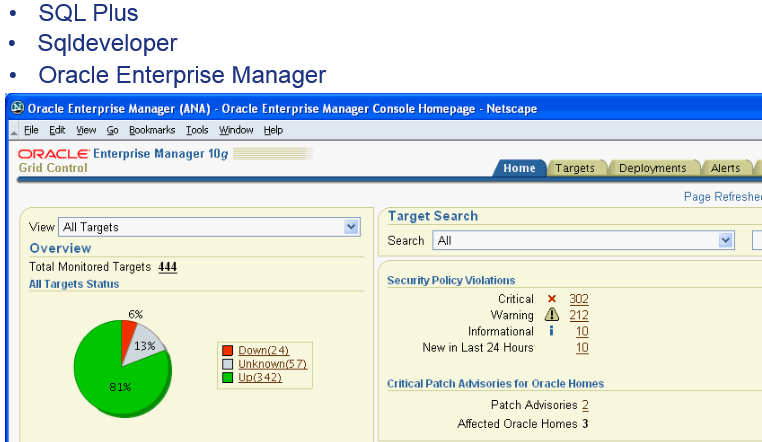 • SQL Plus
• Sqldeveloper
• Oracle Enterprise Manager
Oracle Enterprise Manager (ANA) - Oracle Enterprise Manager Console Homepage - Netscape
File Edit View Go Bookmarks Tools Window Help
ORACLE Enterprise Manager 10g
Grid Control
Home Targets Deployments Alerts
Page Refreshed
View All Targets
Overview
Total Monitored Targets 444
All Targets Status
6%
13%
81%
Down(24)
Unknown(57)
Up(342)
Target Search
Search All
Security Policy Violations
Critical 302
Warning 212
Informational i 10
New in Last 24 Hours 10
Critical Patch Advisories for Oracle Homes
Patch Advisories 2
Affected Oracle Homes 3